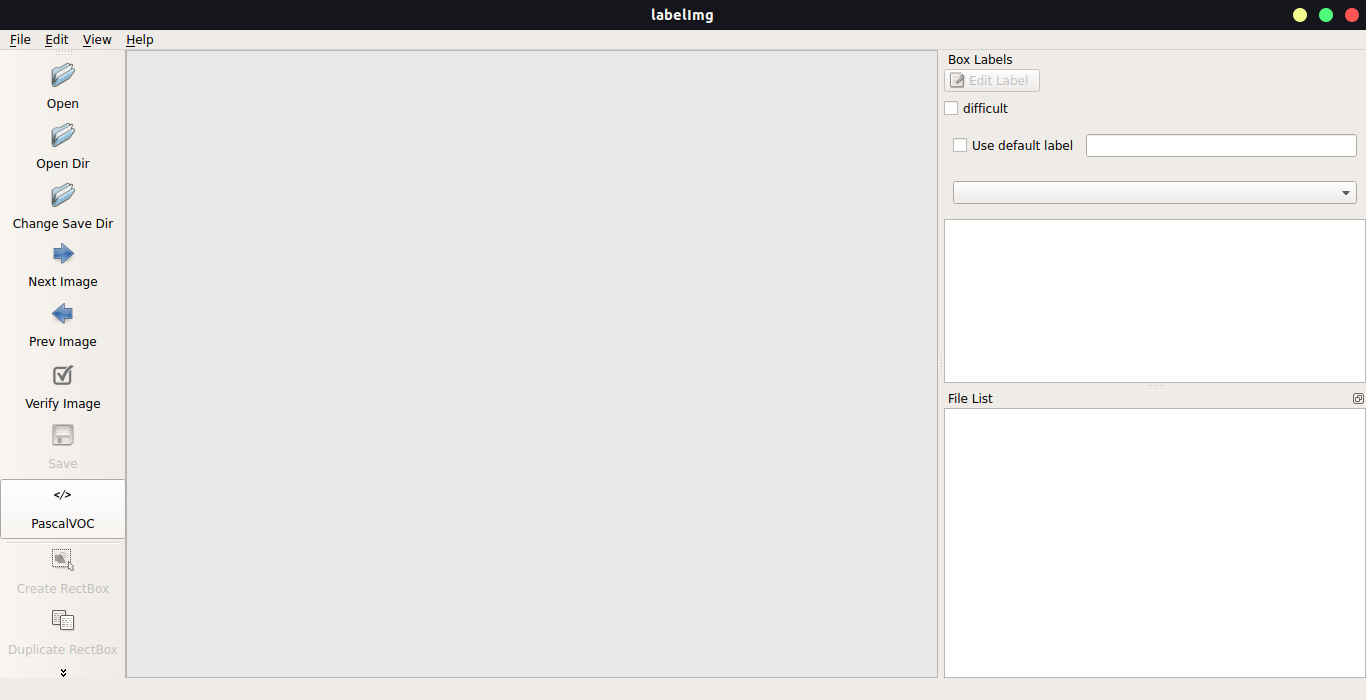 labelImg
File Edit View Help
Open
Open Dir
Change Save Dir
Next Image
Prev Image
Verify Image
Save
</>
PascalVOC
Create RectBox
Duplicate RectBox
Box Labels
Edit Label
difficult
Use default label
File List